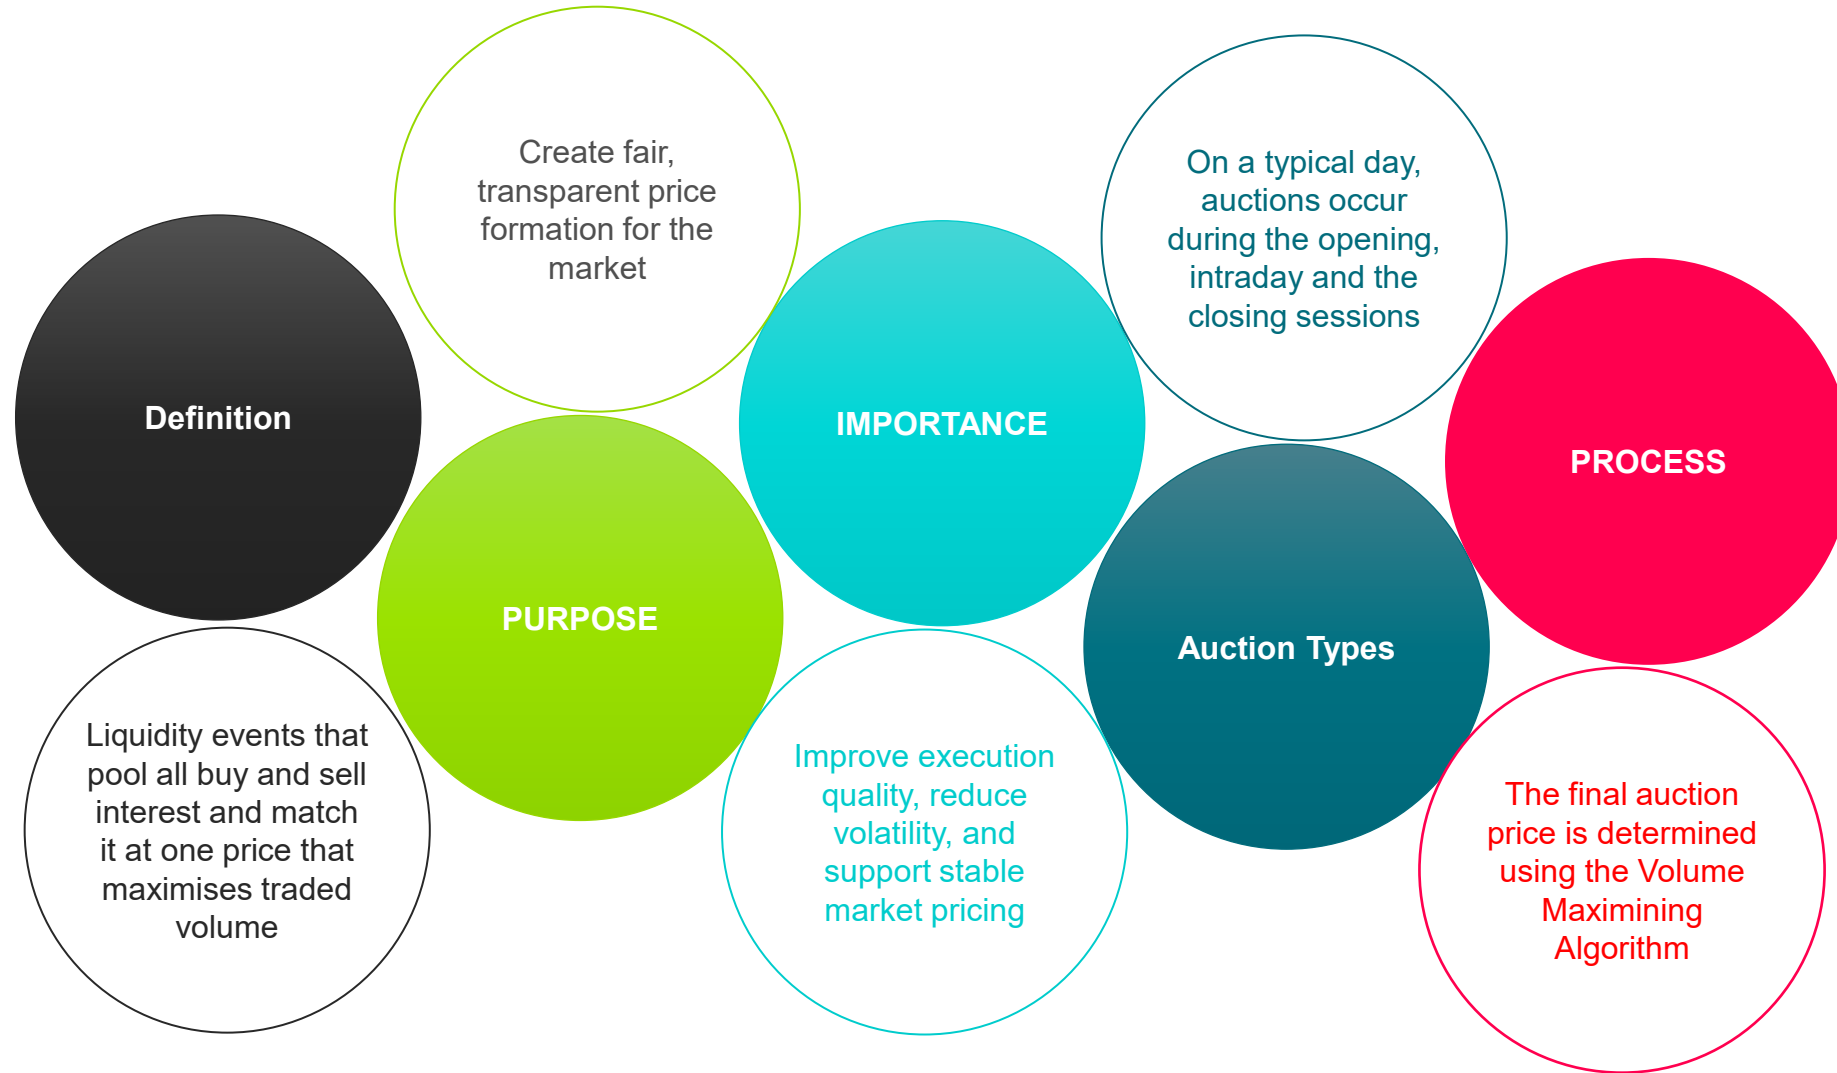 Definition
Liquidity events that
pool all buy and sell
interest and match
it at one price that
maximises traded
volume
Create fair,
transparent price
formation for the
market
PURPOSE
IMPORTANCE
Improve execution
quality, reduce
volatility, and
support stable
market pricing
On a typical day,
auctions occur
during the opening,
intraday and the
closing sessions
Auction Types
PROCESS
The final auction
price is determined
using the Volume
Maximining
Algorithm